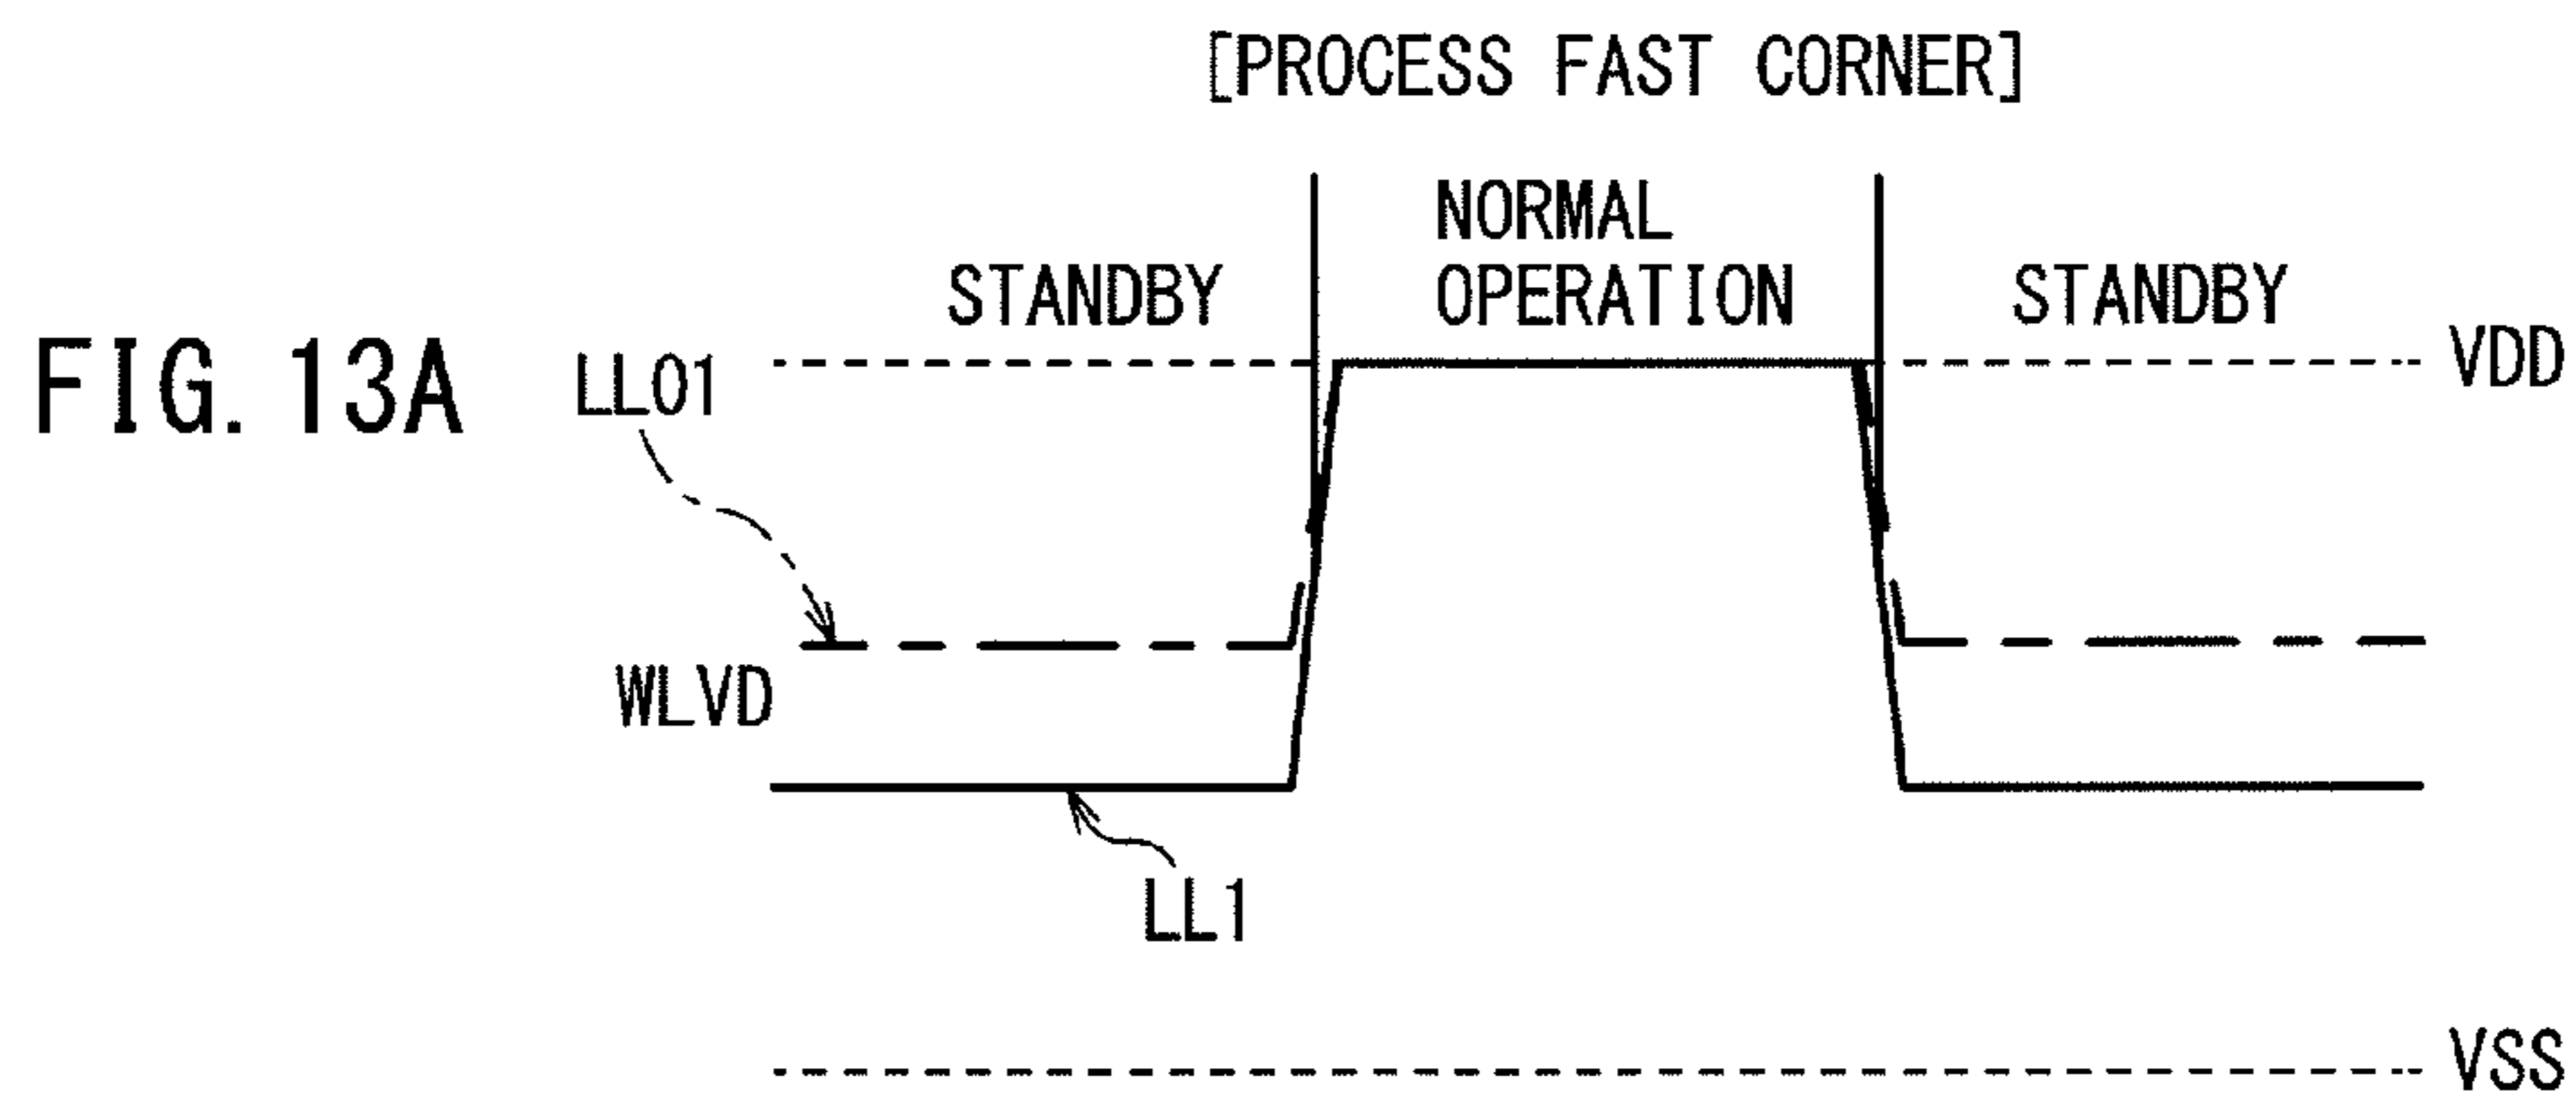 [PROCESS FAST CORNER]
NORMAL
STANDBY OPERATION STANDBY
FIG. 13A
LL01
VDD
WLVD
LL1
VSS